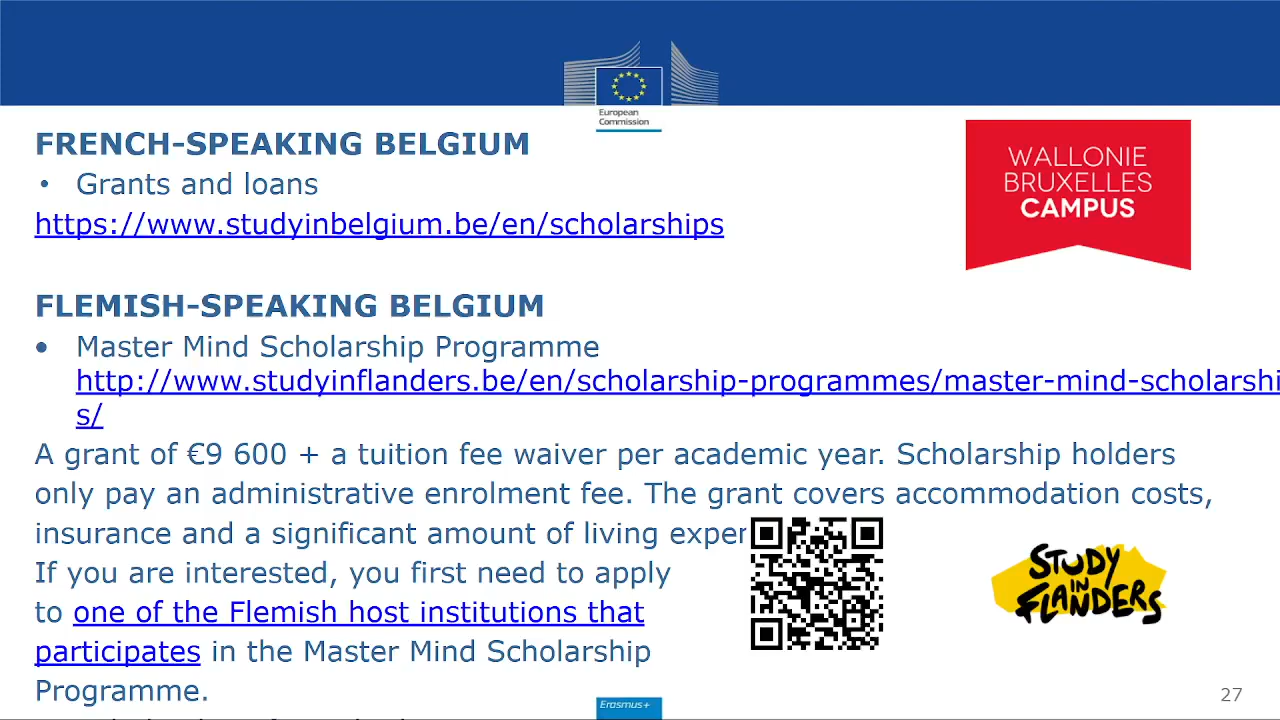 European
Commission
FRENCH-SPEAKING BELGIUM
• Grants and loans
https://www.studyinbelgium.be/en/scholarships
WALLONIE
BRUXELLES
CAMPUS
FLEMISH-SPEAKING BELGIUM
• Master Mind Scholarship Programme
http://www.studyinflanders.be/en/scholarship-programmes/master-mind-scholarshi
s/
A grant of €9 600 + a tuition fee waiver per academic year. Scholarship holders
only pay an administrative enrolment fee. The grant covers accommodation costs,
insurance and a significant amount of living exper
If you are interested, you first need to apply
to one of the Flemish host institutions that
participates in the Master Mind Scholarship
Programme.
STUDY
IN
FLANDERS
Erasmus+
27